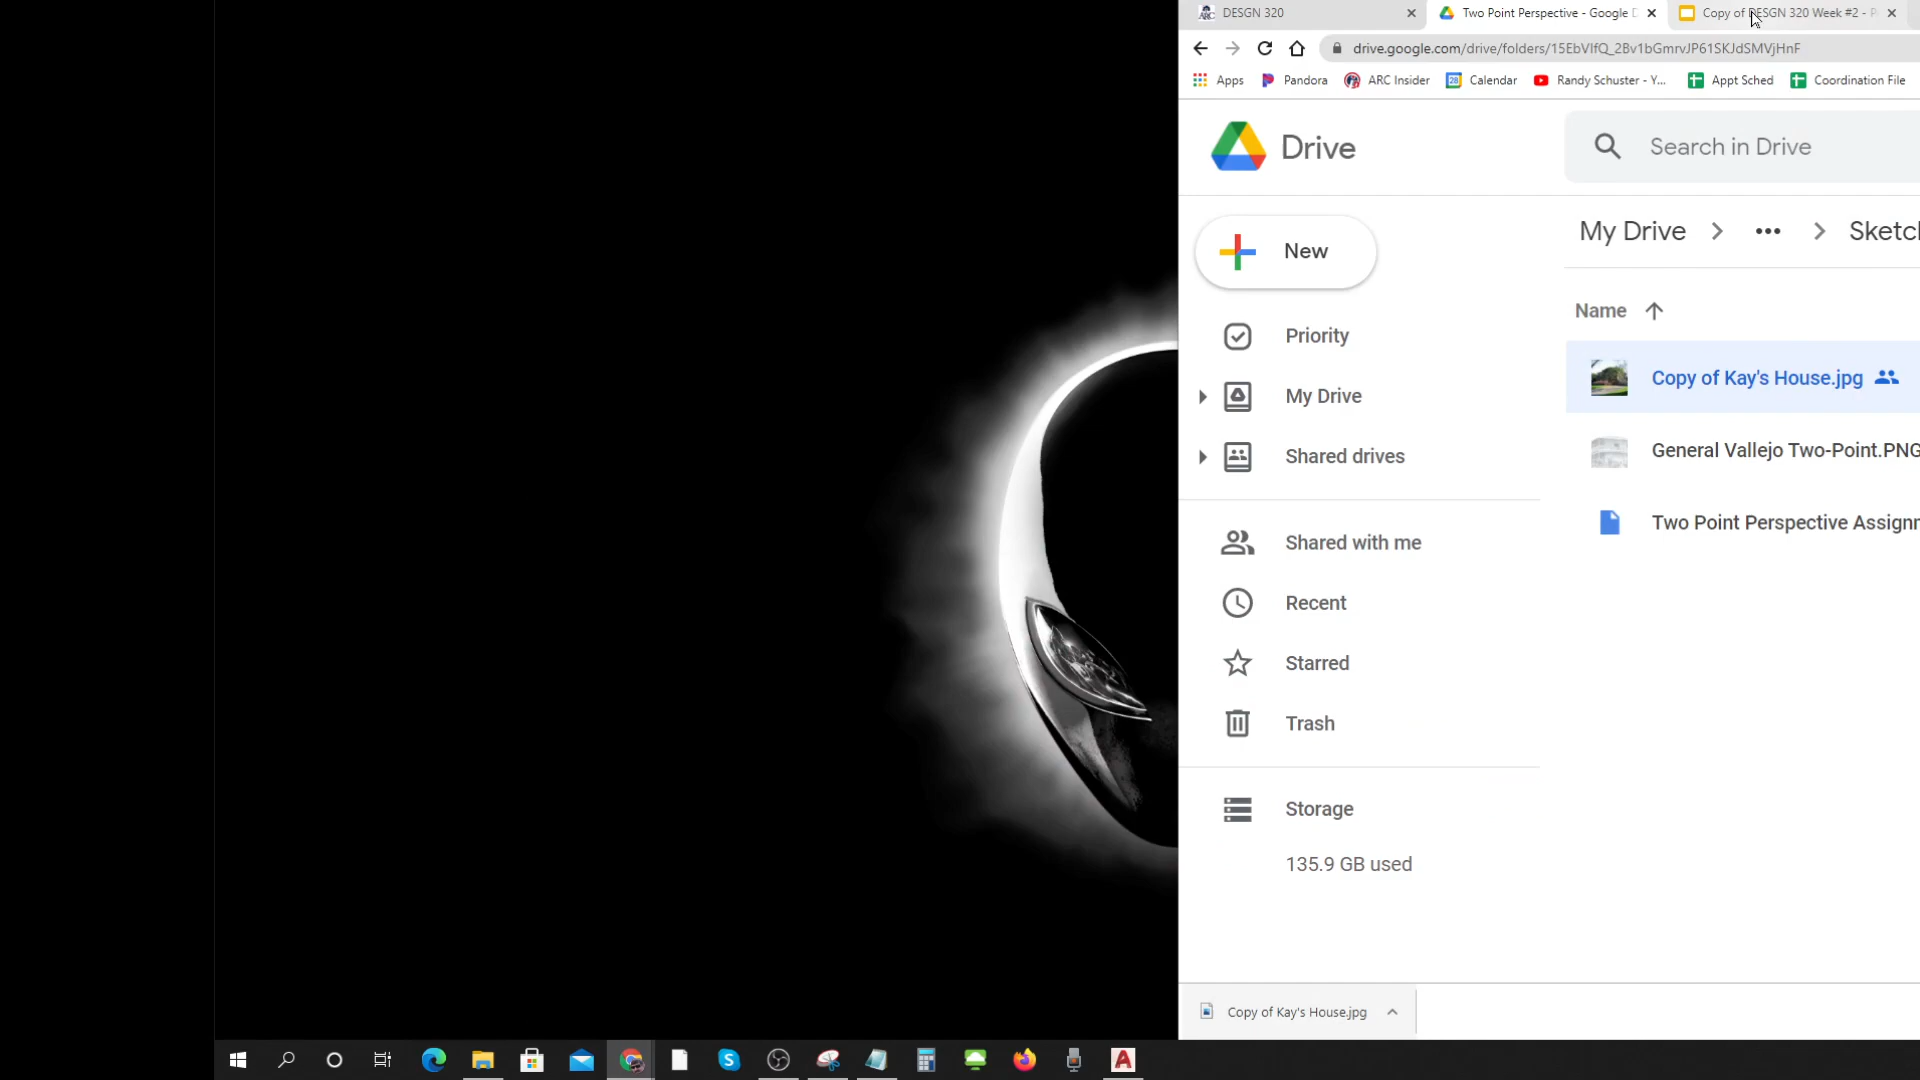 DESGN 320
Two Point Perspective - Google D
Copy of DESGN 320 Week #2 - P
drive.google.com/drive/folders/15EbVlfQ_2Bv1bGmrvJP61SKJdSMVjHnF
Apps Pandora ARC Insider Calendar Randy Schuster - Y... Appt Sched Coordination File
Drive
Search in Drive
New
My Drive ... Sketch
Name
Priority
My Drive
Shared drives
Shared with me
Recent
Starred
Trash
Storage
135.9 GB used
Copy of Kay's House.jpg
General Vallejo Two-Point.PNG
Two Point Perspective Assignm
Copy of Kay's House.jpg